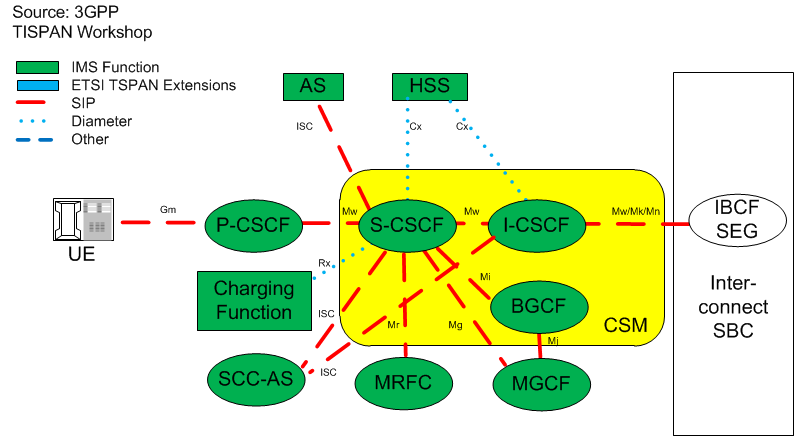 Source: 3GPP
TISPAN Workshop
IMS Function
ETSI TSPAN Extensions
SIP
Diameter
Other
AS
HSS
ISC
Cx
Cx
Gm
Mw
Mw
Mw/Mk/Mn
UE
P-CSCF
S-CSCF
I-CSCF
IBCF
SEG
Rx
Charging
Function
Mi
BGCF
Inter-
connect
SBC
ISC
Mr
Mg
CSM
Mj
ISC
SCC-AS
MRFC
MGCF